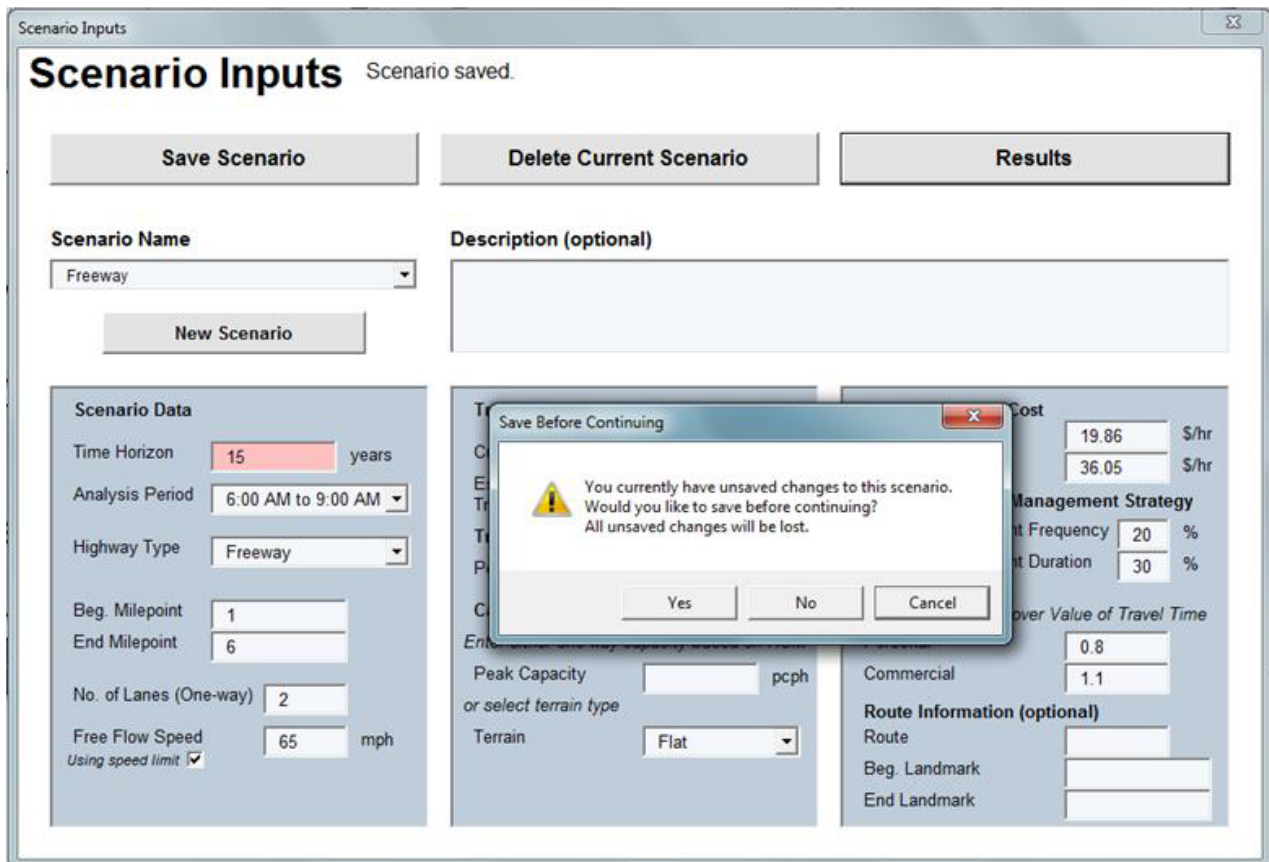 Scenario Inputs
Scenario Inputs Scenario saved.
Save Scenario Delete Current Scenario Results
Scenario Name
Freeway
New Scenario
Description (optional)
Scenario Data
Time Horizon 15 years
Analysis Period 6:00 AM to 9:00 AM
Highway Type Freeway
Beg. Milepoint 1
End Milepoint 6
No. of Lanes (One-way) 2
Free Flow Speed 65 mph
Using speed limit
Save Before Continuing
You currently have unsaved changes to this scenario.
Would you like to save before continuing?
All unsaved changes will be lost.
Yes No Cancel
Peak Capacity pcph
or select terrain type
Terrain Flat
Cost
19.86 $/hr
36.05 $/hr
Management Strategy
Frequency 20 %
Duration 30 %
over Value of Travel Time
0.8
Commercial 1.1
Route Information (optional)
Route
Beg. Landmark
End Landmark